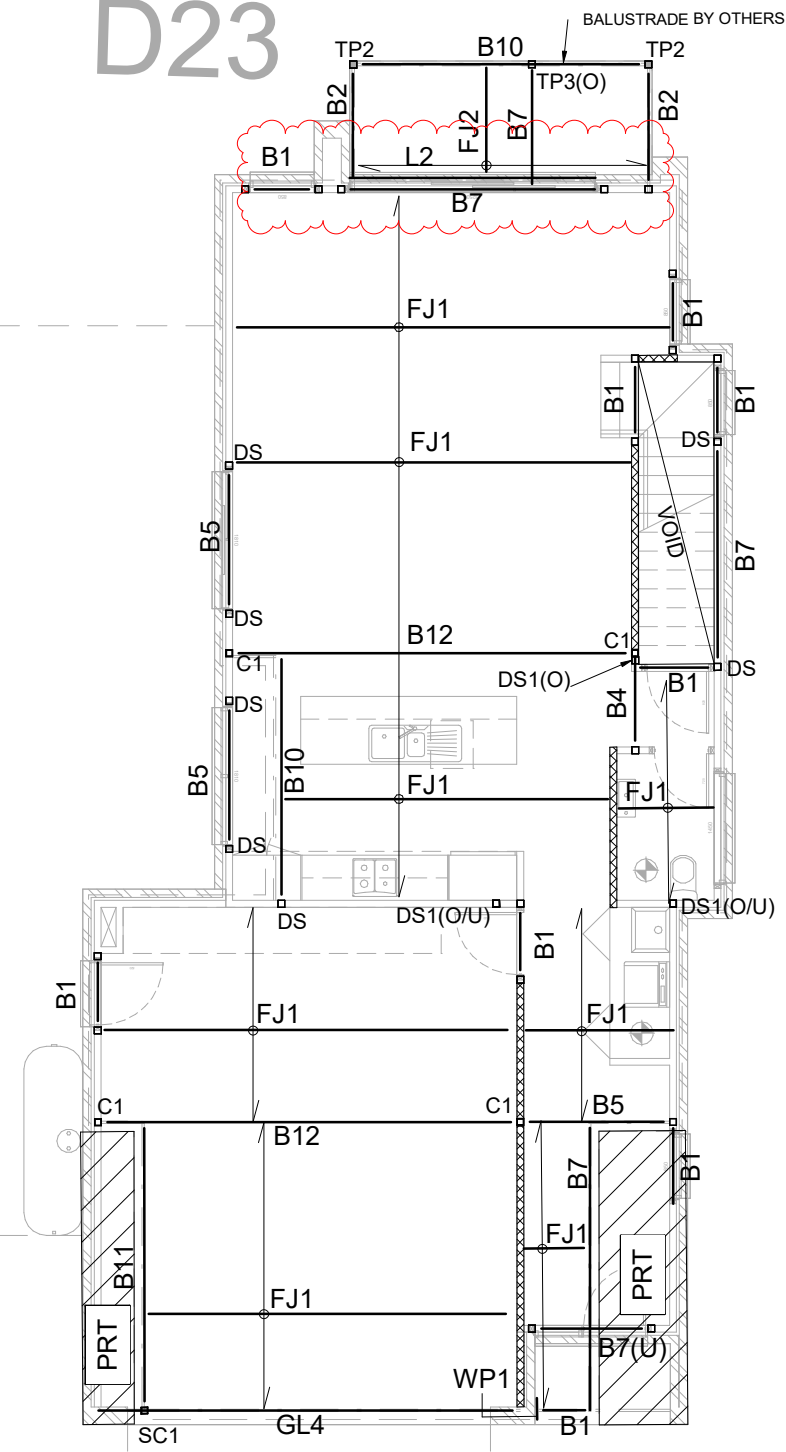 D23
BALUSTRADE BY OTHERS
TP2
B10
TP2
TP3(O)
B2
FJ2
B7
B2
B1
L2
B7
FJ1
B1
B1
B1
FJ1
DS
DS
B5
VOID
B7
DS
B12
C1
C1
DS
DS1(O)
B1
DS
B4
B5
B10
FJ1
FJ1
DS
DS
DS1(O/U)
DS1(O/U)
B1
B1
FJ1
FJ1
C1
C1
B5
B12
B7
B1
FJ1
B11
PRT
FJ1
PRT
B7(U)
WP1
SC1
GL4
B1